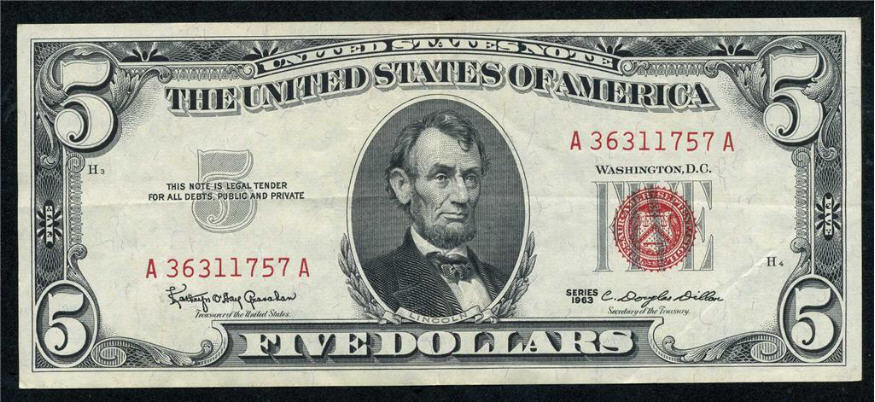 UNITED STATES NOTE
THE UNITED STATES OF AMERICA
5
5
A 36311757 A
H 3
WASHINGTON, D.C.
5
THIS NOTE IS LEGAL TENDER
FOR ALL DEBTS, PUBLIC AND PRIVATE
FIVE
FIVE
FIVE
H 4
A 36311757 A
SERIES
1963
C. Douglas Dillon
Kathryn O'Hay Granahan
Treasurer of the United States.
Secretary of the Treasury.
LINCOLN
5
5
FIVE DOLLARS